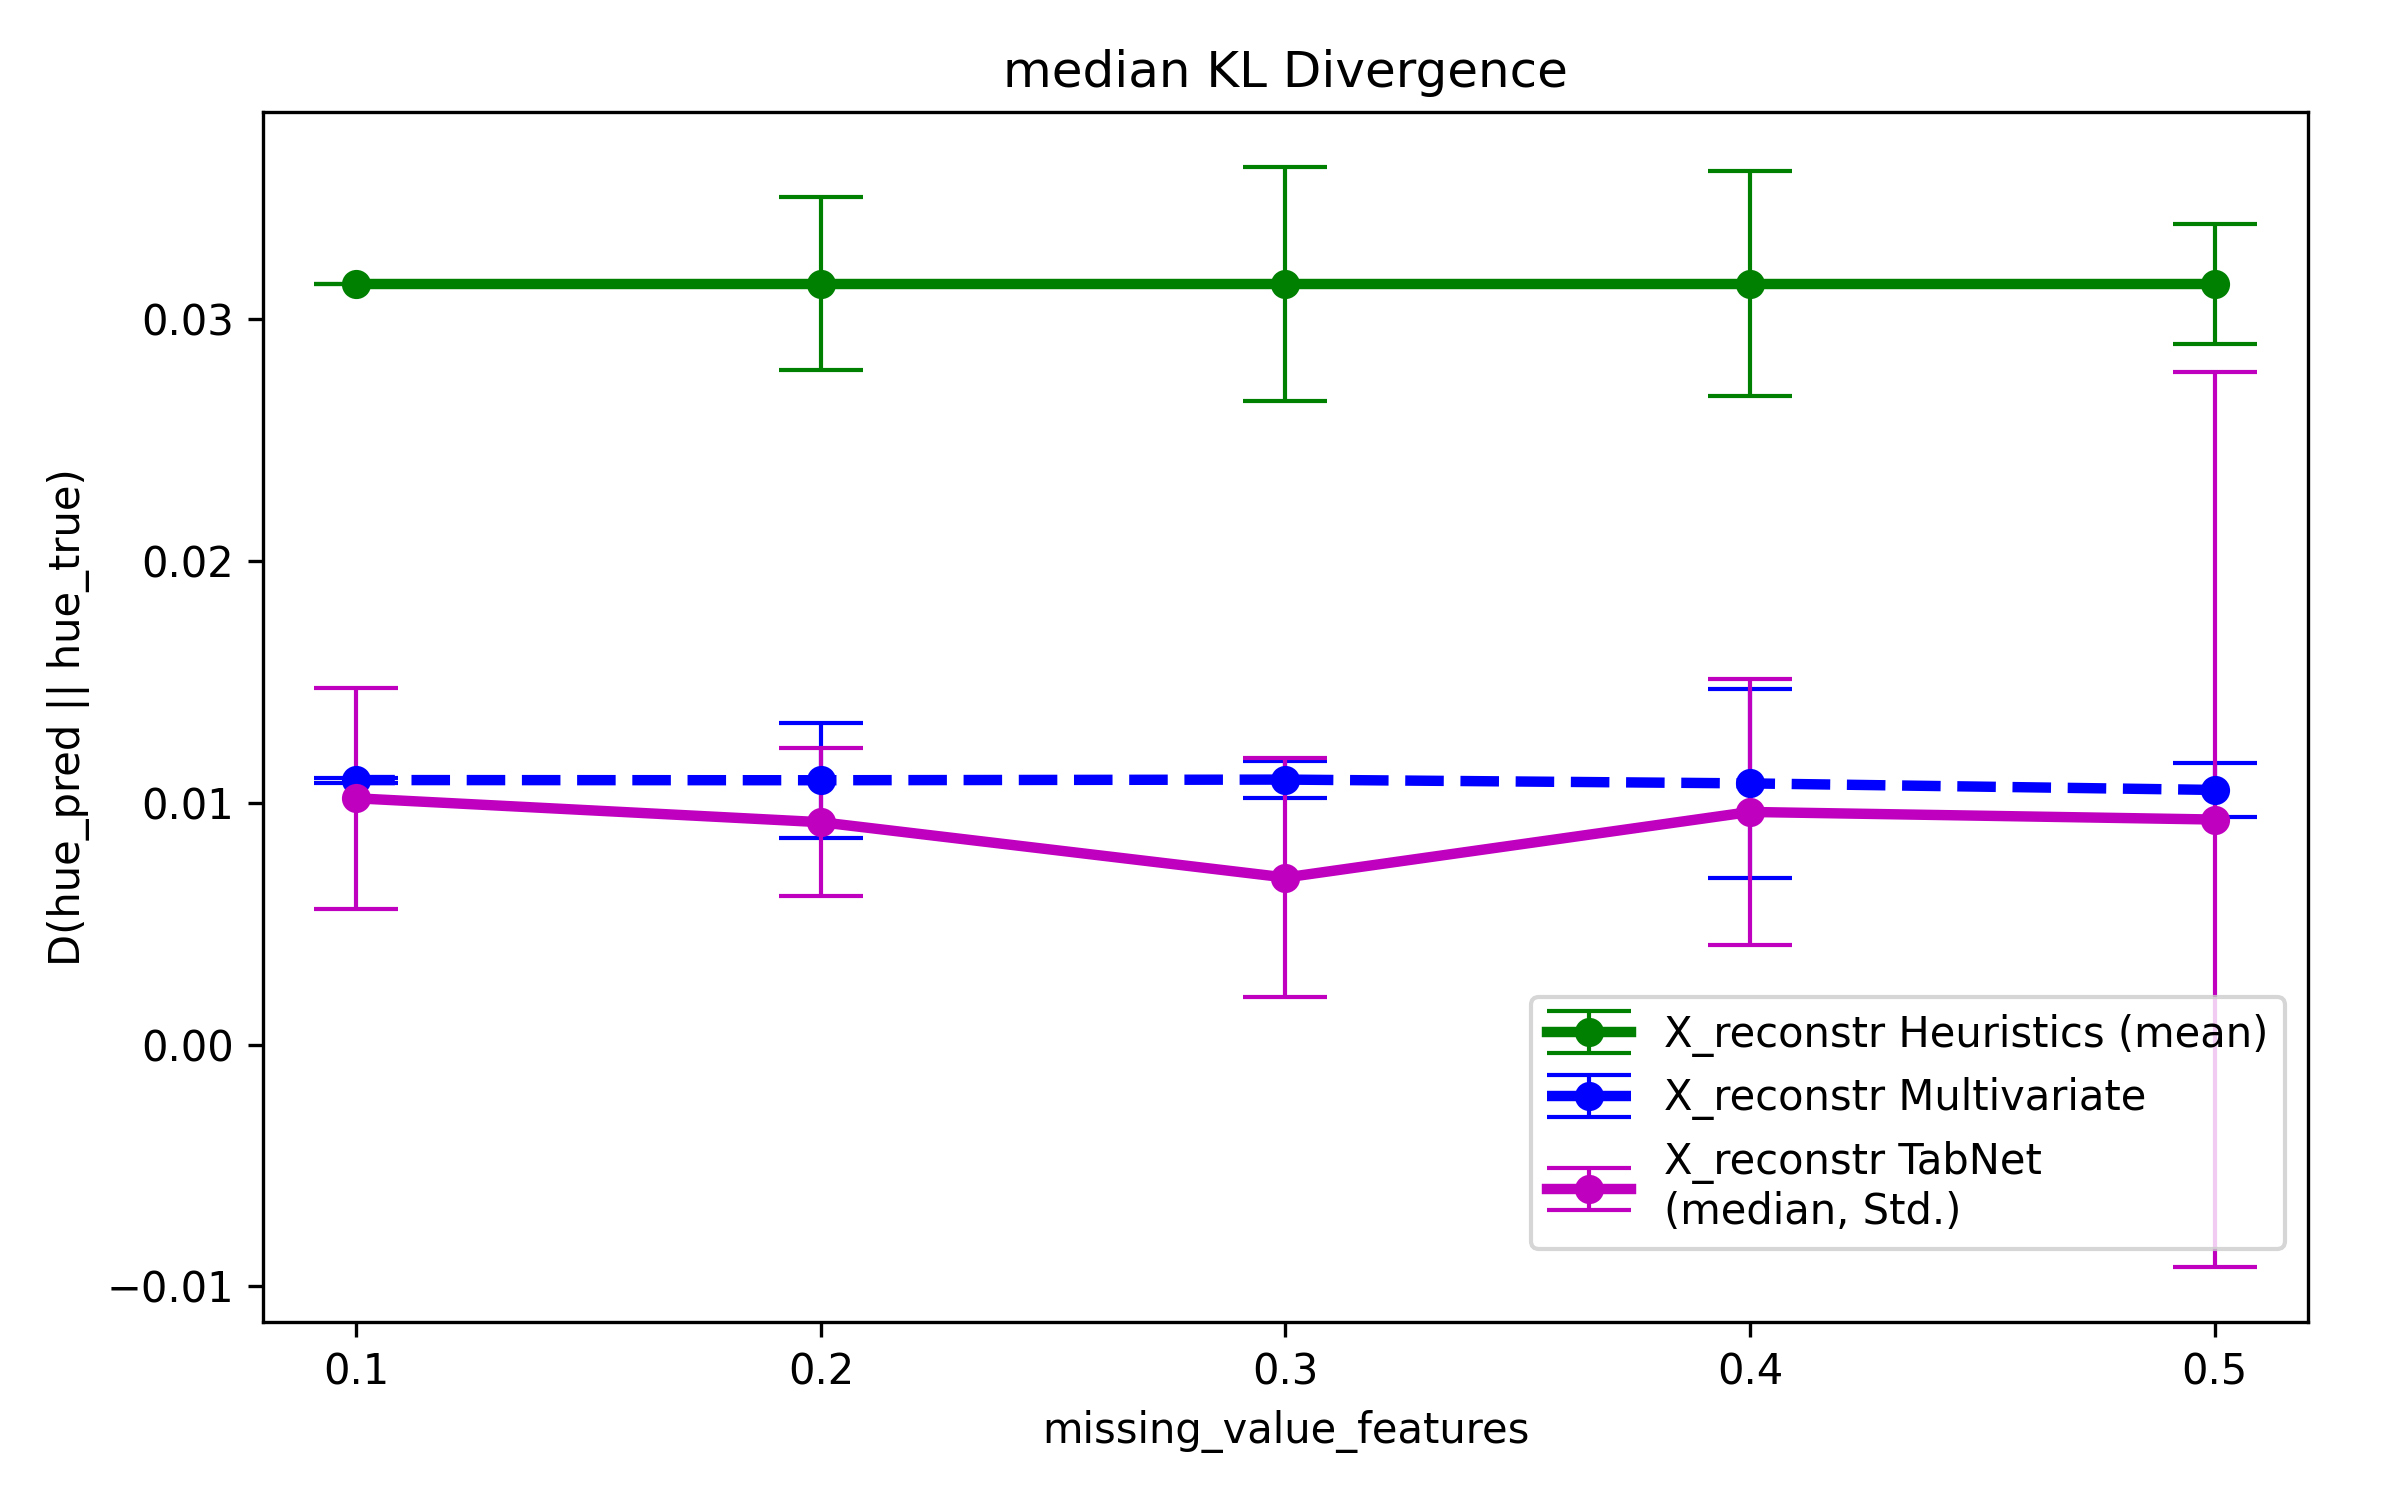 median KL Divergence
D(hue_pred || hue_true)
0.03
0.02
0.01
0.00
−0.01
X_reconstr Heuristics (mean)
X_reconstr Multivariate
X_reconstr TabNet
(median, Std.)
0.1
0.2
0.3
0.4
0.5
missing_value_features